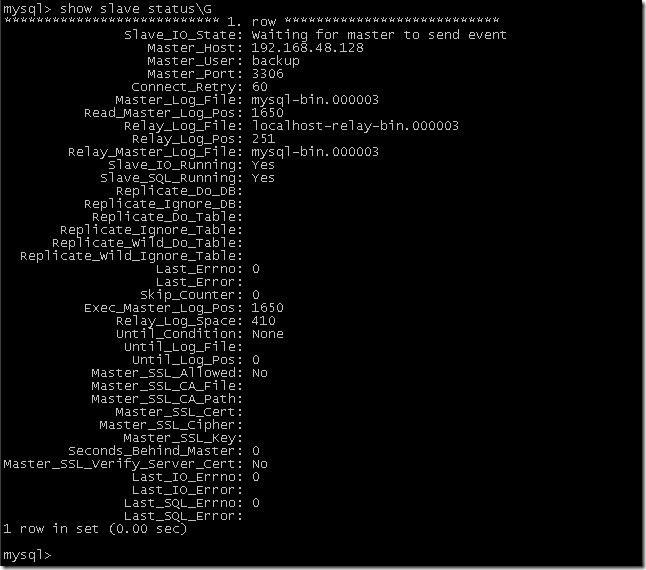 mysql> show slave status\G
*************************** 1. row ***************************
Slave_IO_State: Waiting for master to send event
Master_Host: 192.168.48.128
Master_User: backup
Master_Port: 3306
Connect_Retry: 60
Master_Log_File: mysql-bin.000003
Read_Master_Log_Pos: 1650
Relay_Log_File: localhost-relay-bin.000003
Relay_Log_Pos: 251
Relay_Master_Log_File: mysql-bin.000003
Slave_IO_Running: Yes
Slave_SQL_Running: Yes
Replicate_Do_DB:
Replicate_Ignore_DB:
Replicate_Do_Table:
Replicate_Ignore_Table:
Replicate_Wild_Do_Table:
Replicate_Wild_Ignore_Table:
Last_Errno: 0
Last_Error:
Skip_Counter: 0
Exec_Master_Log_Pos: 1650
Relay_Log_Space: 410
Until_Condition: None
Until_Log_File:
Until_Log_Pos: 0
Master_SSL_Allowed: No
Master_SSL_CA_File:
Master_SSL_CA_Path:
Master_SSL_Cert:
Master_SSL_Cipher:
Master_SSL_Key:
Seconds_Behind_Master: 0
Master_SSL_Verify_Server_Cert: No
Last_IO_Errno: 0
Last_IO_Error:
Last_SQL_Errno: 0
Last_SQL_Error:
1 row in set (0.00 sec)
mysql>